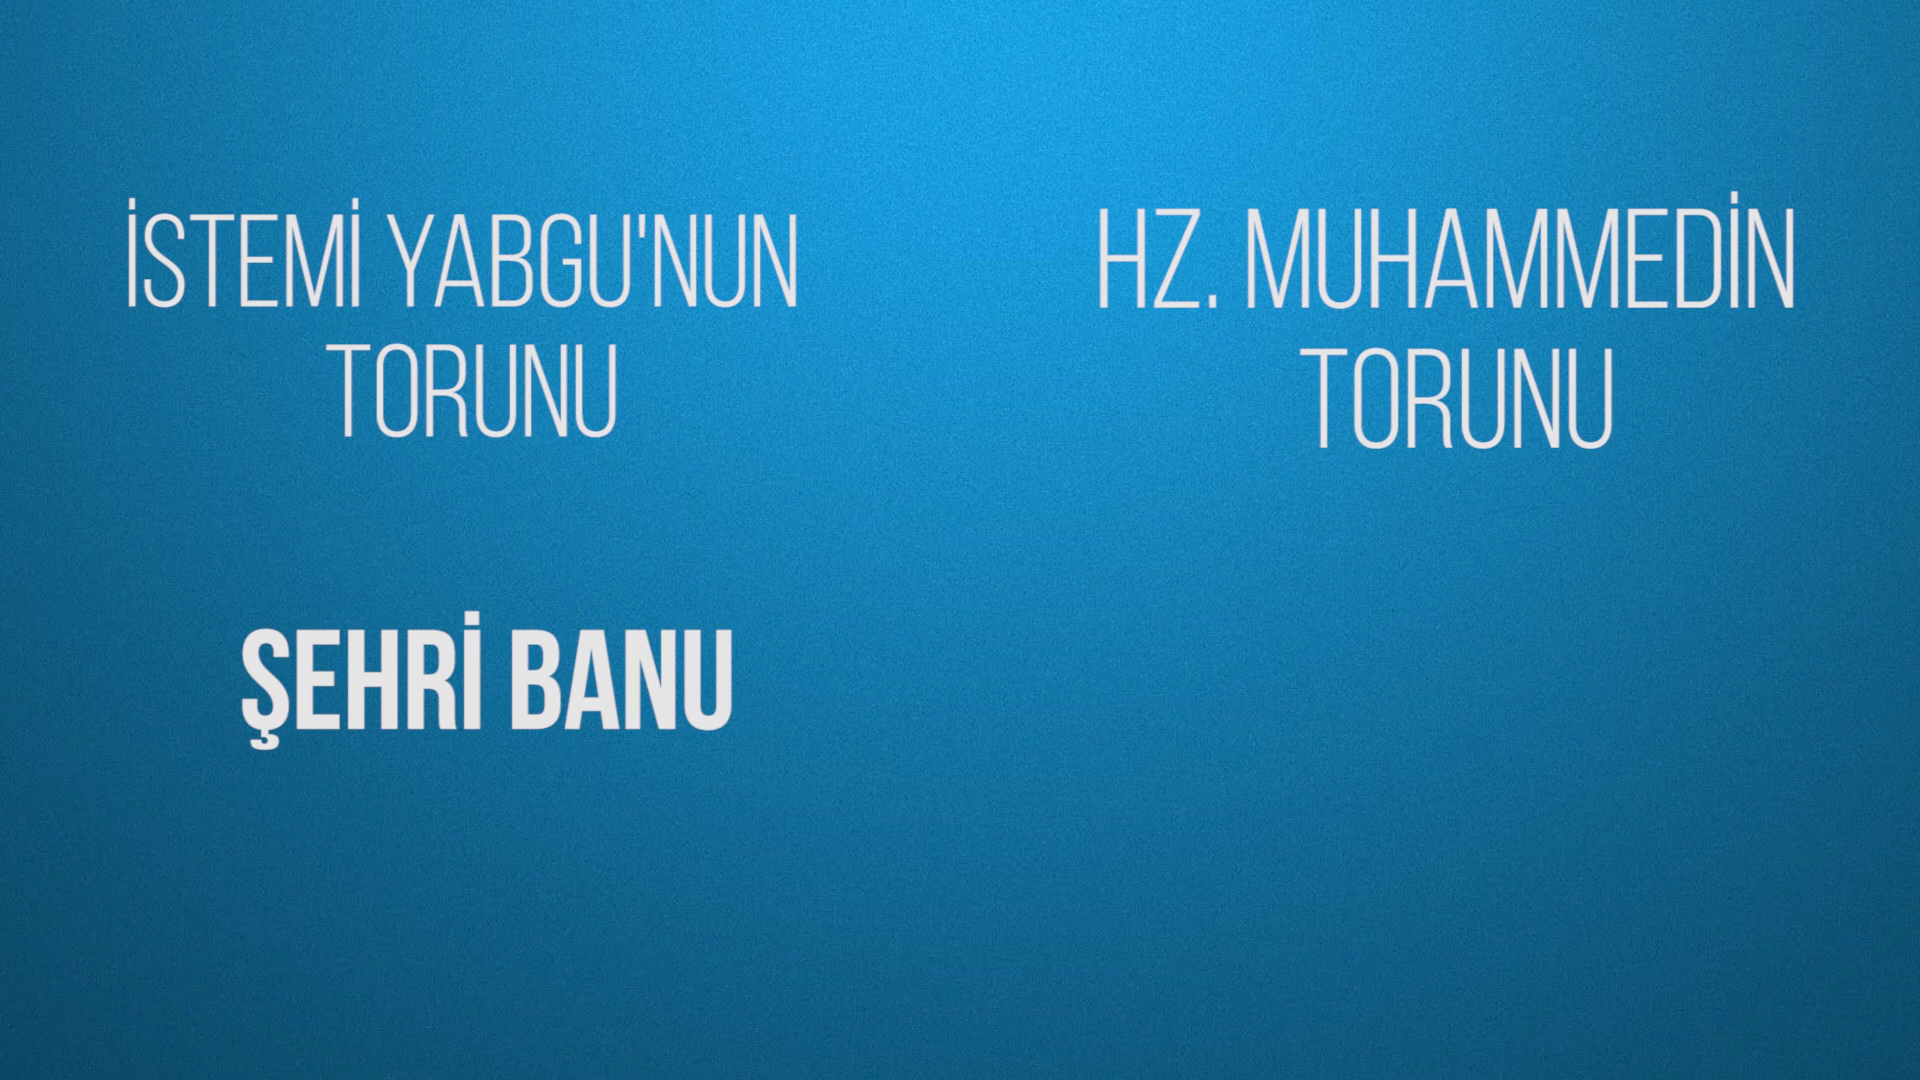 İSTEMİ YABGU'NUN
TORUNU
HZ. MUHAMMEDİN
TORUNU
ŞEHRİ BANU